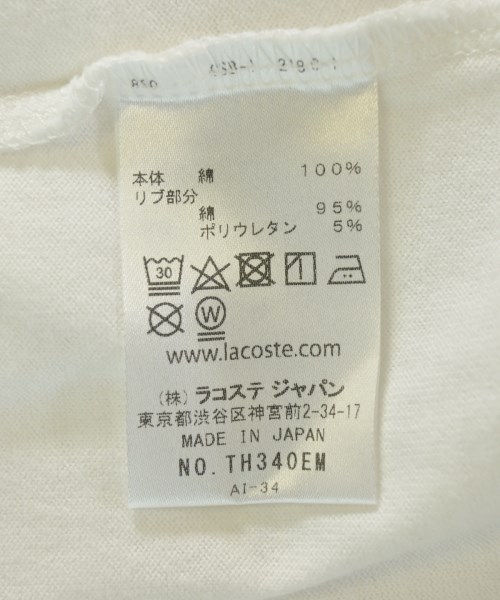 本体 綿 100%
リブ部分
綿 95%
ポリウレタン 5%
30
W
www.lacoste.com
(株) ラコステ ジャパン
東京都渋谷区神宮前2-34-17
MADE IN JAPAN
NO. TH340EM
AI-34